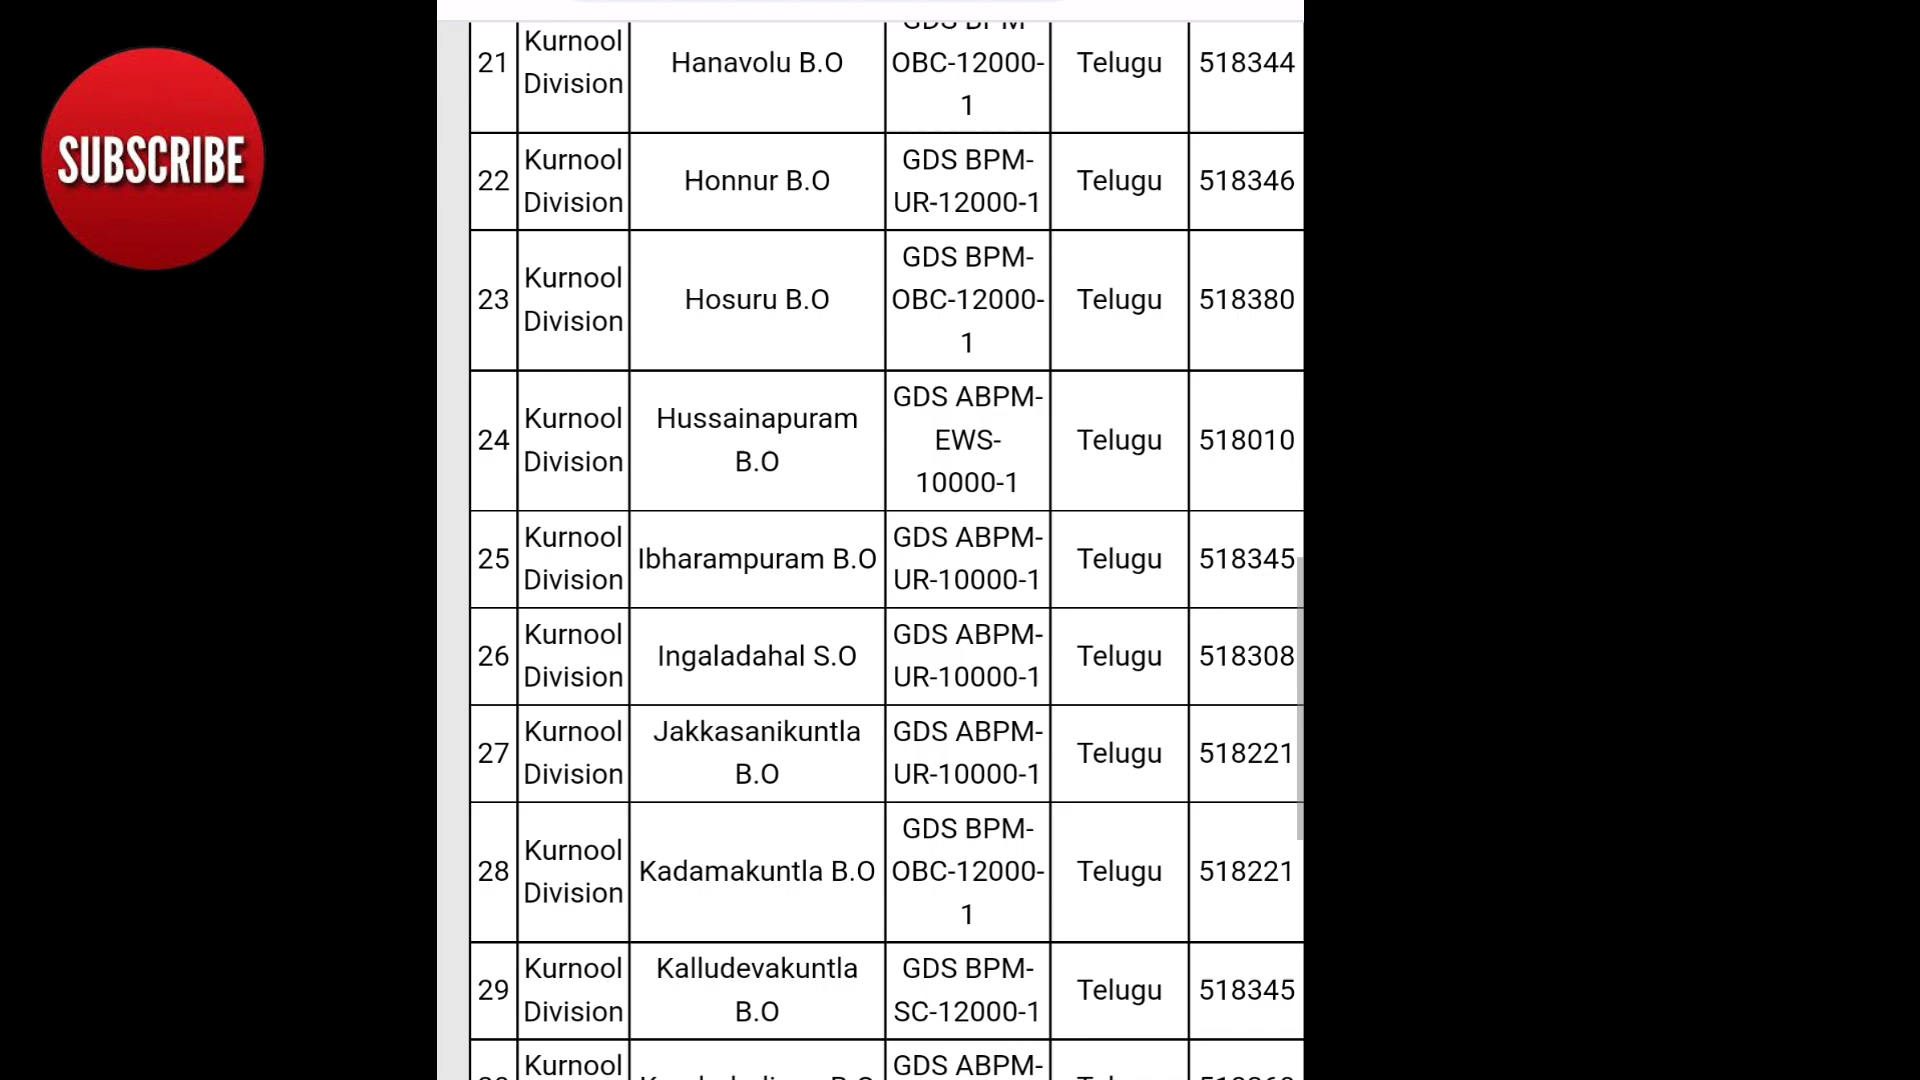 SUBSCRIBE
21 Kurnool Division Hanavolu B.O GDS BPM-OBC-12000-1 Telugu 518344
22 Kurnool Division Honnur B.O GDS BPM-UR-12000-1 Telugu 518346
23 Kurnool Division Hosuru B.O GDS BPM-OBC-12000-1 Telugu 518380
24 Kurnool Division Hussainapuram B.O GDS ABPM-EWS-10000-1 Telugu 518010
25 Kurnool Division Ibharampuram B.O GDS ABPM-UR-10000-1 Telugu 518345
26 Kurnool Division Ingaladahal S.O GDS ABPM-UR-10000-1 Telugu 518308
27 Kurnool Division Jakkasanikuntla B.O GDS ABPM-UR-10000-1 Telugu 518221
28 Kurnool Division Kadamakuntla B.O GDS BPM-OBC-12000-1 Telugu 518221
29 Kurnool Division Kalludevakuntla B.O GDS BPM-SC-12000-1 Telugu 518345
Kurnool GDS ABPM-